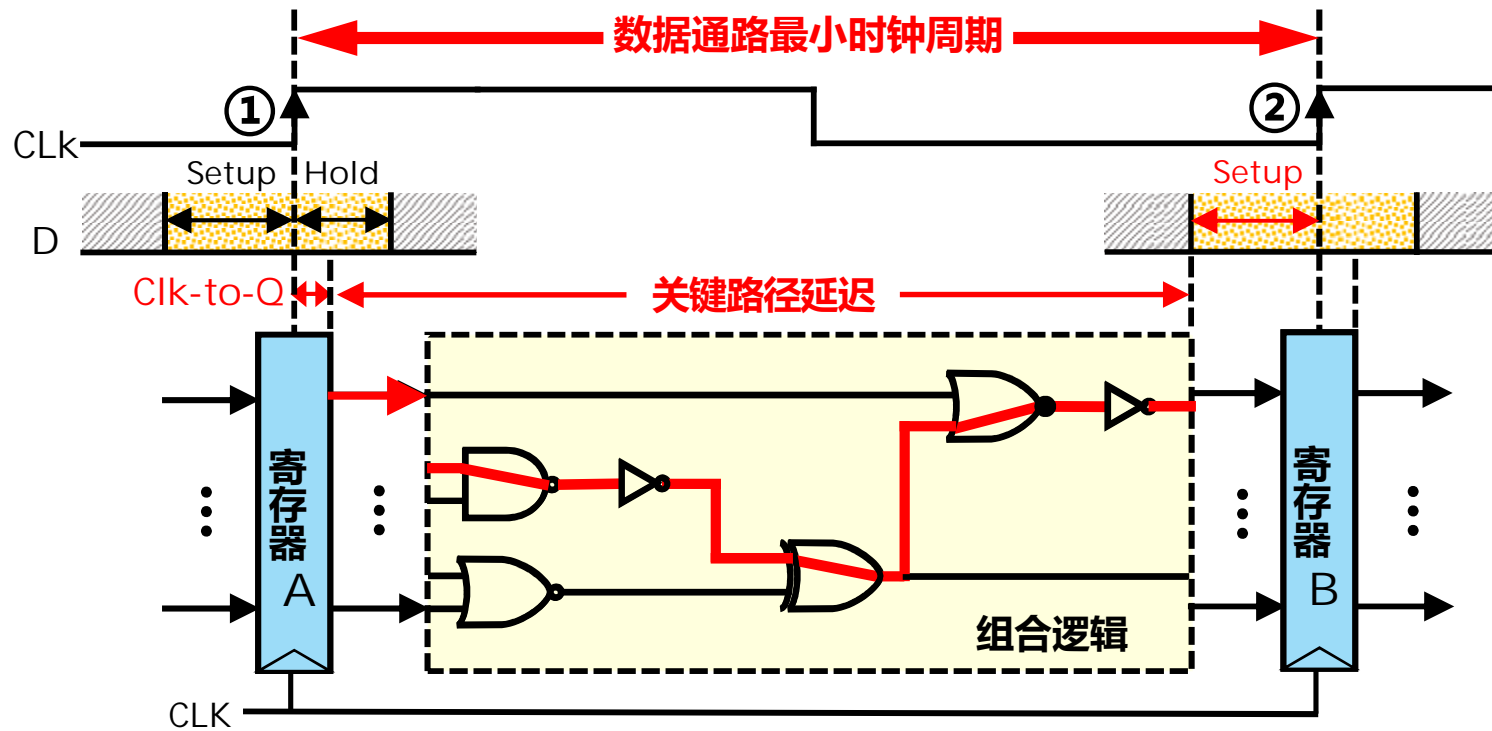 数据通路最小时钟周期
① ②
CLk
Setup Hold Setup
D
Clk-to-Q 关键路径延迟
寄存器 A
寄存器 B
组合逻辑
CLK